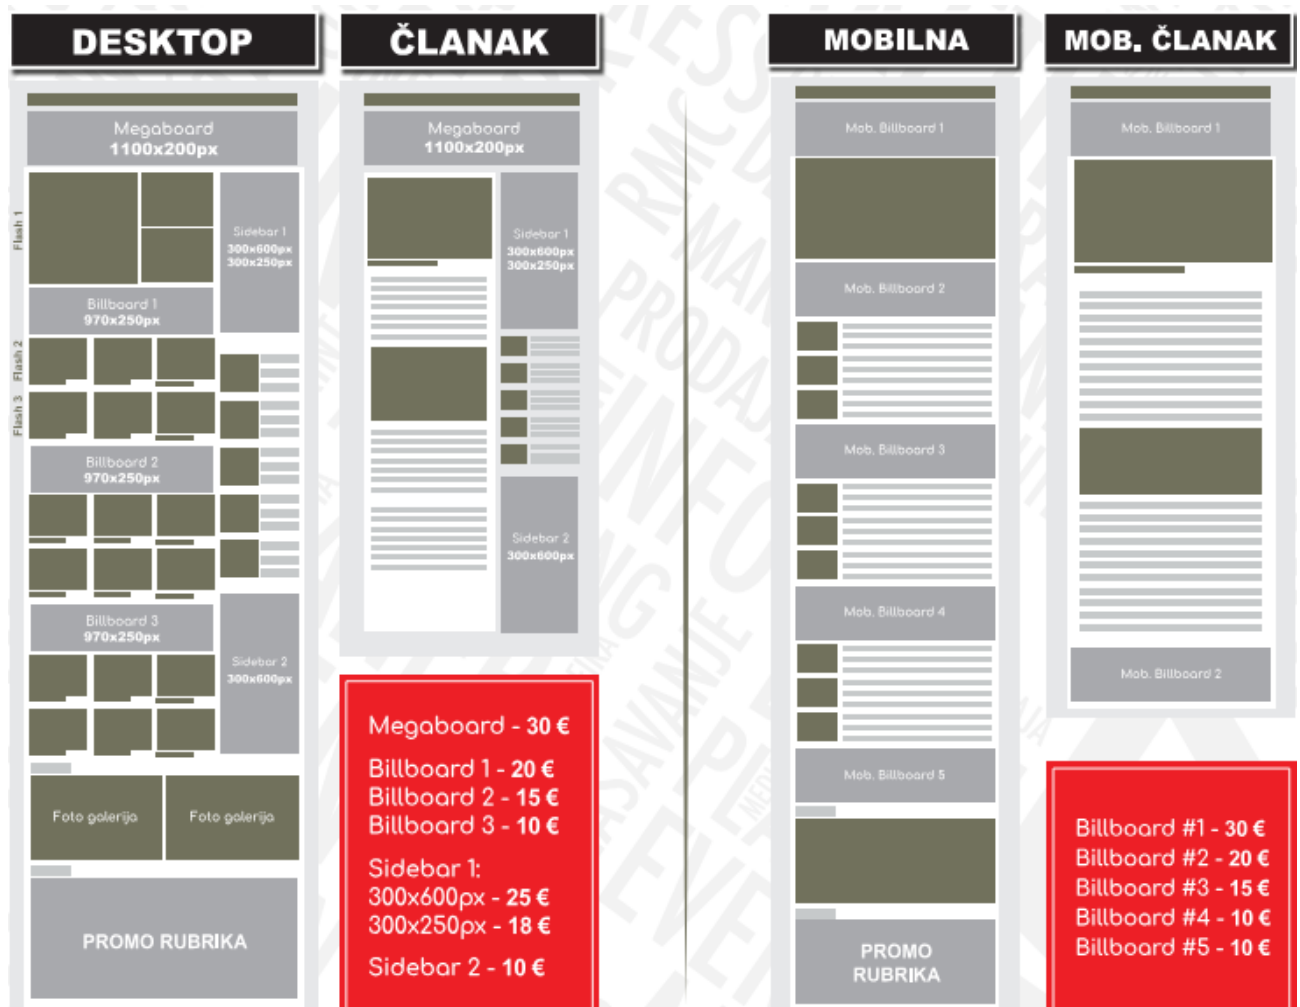 DESKTOP
Megaboard
1100x200px
Flash 1
Sidebar 1
300x600px
300x250px
Billboard 1
970x250px
Flash 2
Flash 3
Billboard 2
970x250px
Billboard 3
970x250px
Sidebar 2
300x600px
Foto galerija
Foto galerija
PROMO RUBRIKA
ČLANAK
Megaboard
1100x200px
Sidebar 1
300x600px
300x250px
Sidebar 2
300x600px
Megaboard - 30 €
Billboard 1 - 20 €
Billboard 2 - 15 €
Billboard 3 - 10 €
Sidebar 1:
300x600px - 25 €
300x250px - 18 €
Sidebar 2 - 10 €
MOBILNA
Mob. Billboard 1
Mob. Billboard 2
Mob. Billboard 3
Mob. Billboard 4
Mob. Billboard 5
PROMO
RUBRIKA
MOB. ČLANAK
Mob. Billboard 1
Mob. Billboard 2
Billboard #1 - 30 €
Billboard #2 - 20 €
Billboard #3 - 15 €
Billboard #4 - 10 €
Billboard #5 - 10 €